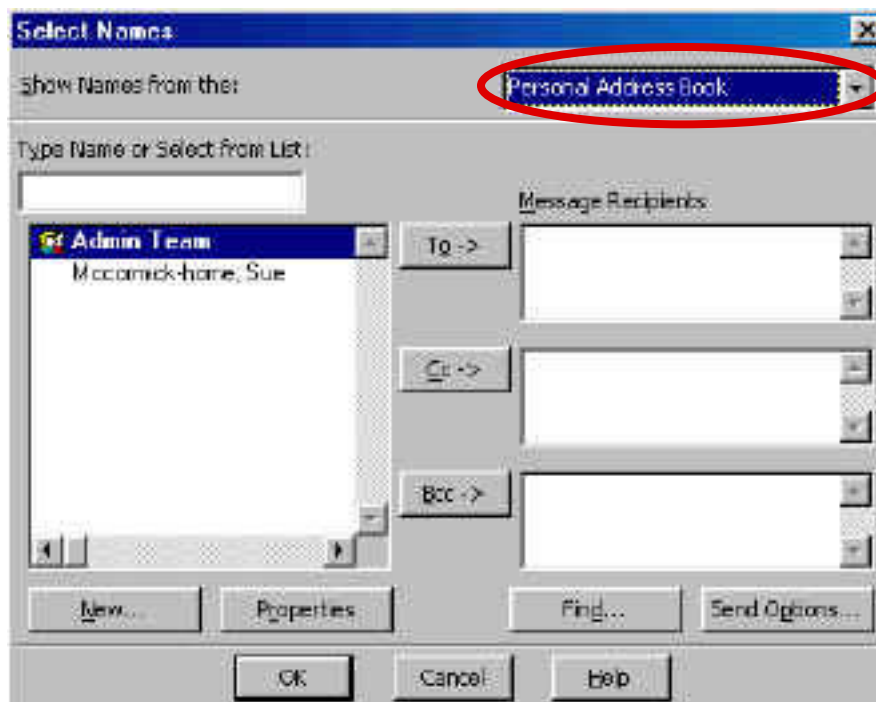 Select Names
Show Names from the:
Personal Address Book
Type Name or Select from List:
Message Recipients
Admin Team
Mccormick-home, Sue
To ->
Cc ->
Bcc ->
New...
Properties
Find...
Send Options...
OK
Cancel
Help